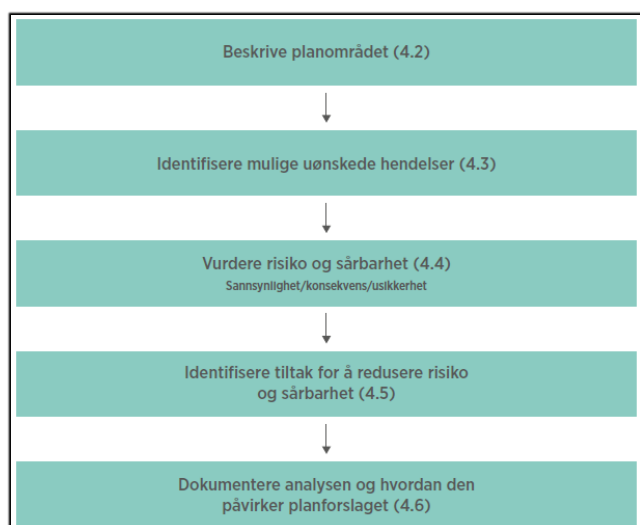 Beskrive planområdet (4.2)
Identifisere mulige uønskede hendelser (4.3)
Vurdere risiko og sårbarhet (4.4)
Sannsynlighet/konsekvens/usikkerhet
Identifisere tiltak for å redusere risiko
og sårbarhet (4.5)
Dokumentere analysen og hvordan den
påvirker planforslaget (4.6)